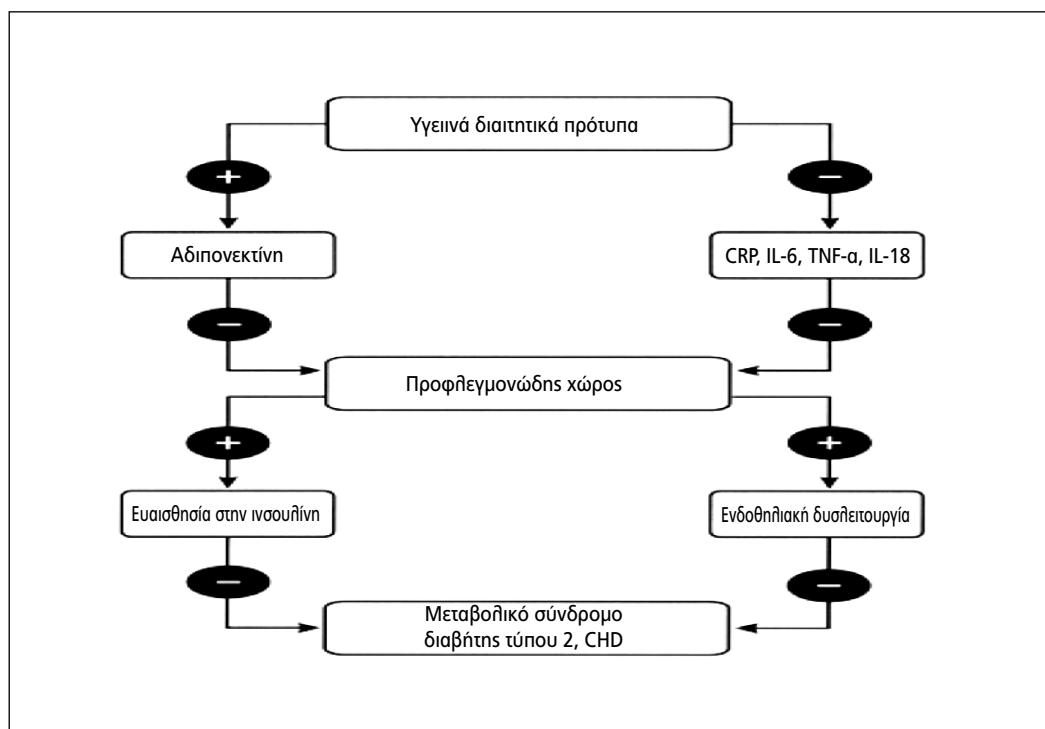 Υγειινά διαιτητικά πρότυπα
+
−
Αδιπονεκτίνη
CRP, IL-6, TNF-α, IL-18
−
−
Προφλεγμονώδης χώρος
+
+
Ευαισθησία στην ινσουλίνη
Ενδοθηλιακή δυσλειτουργία
−
−
Μεταβολικό σύνδρομο
διαβήτης τύπου 2, CHD